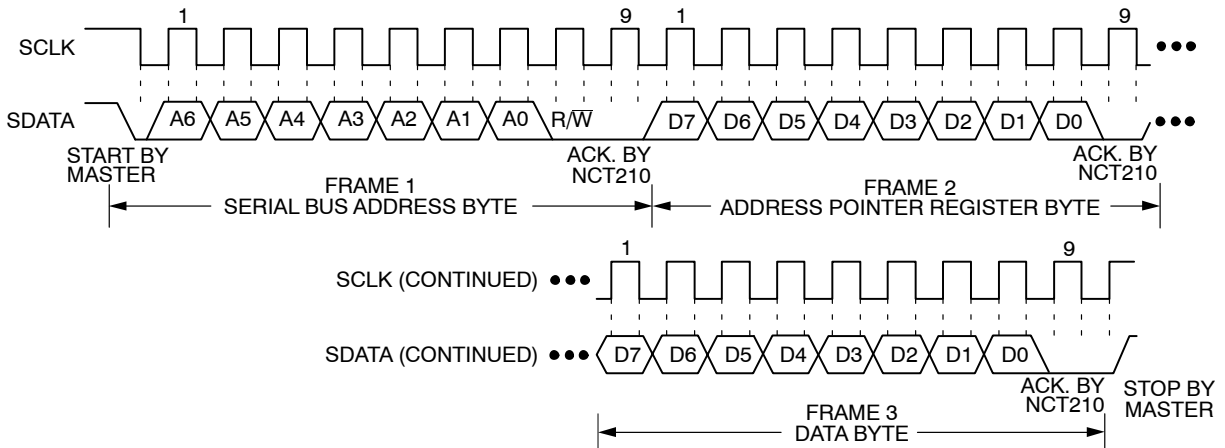 1 9 1 9
SCLK
SDATA A6 A5 A4 A3 A2 A1 A0 R/W̅ D7 D6 D5 D4 D3 D2 D1 D0
START BY MASTER
ACK. BY NCT210
ACK. BY NCT210
FRAME 1
SERIAL BUS ADDRESS BYTE
FRAME 2
ADDRESS POINTER REGISTER BYTE
1 9
SCLK (CONTINUED)
SDATA (CONTINUED) D7 D6 D5 D4 D3 D2 D1 D0
ACK. BY NCT210
STOP BY MASTER
FRAME 3
DATA BYTE